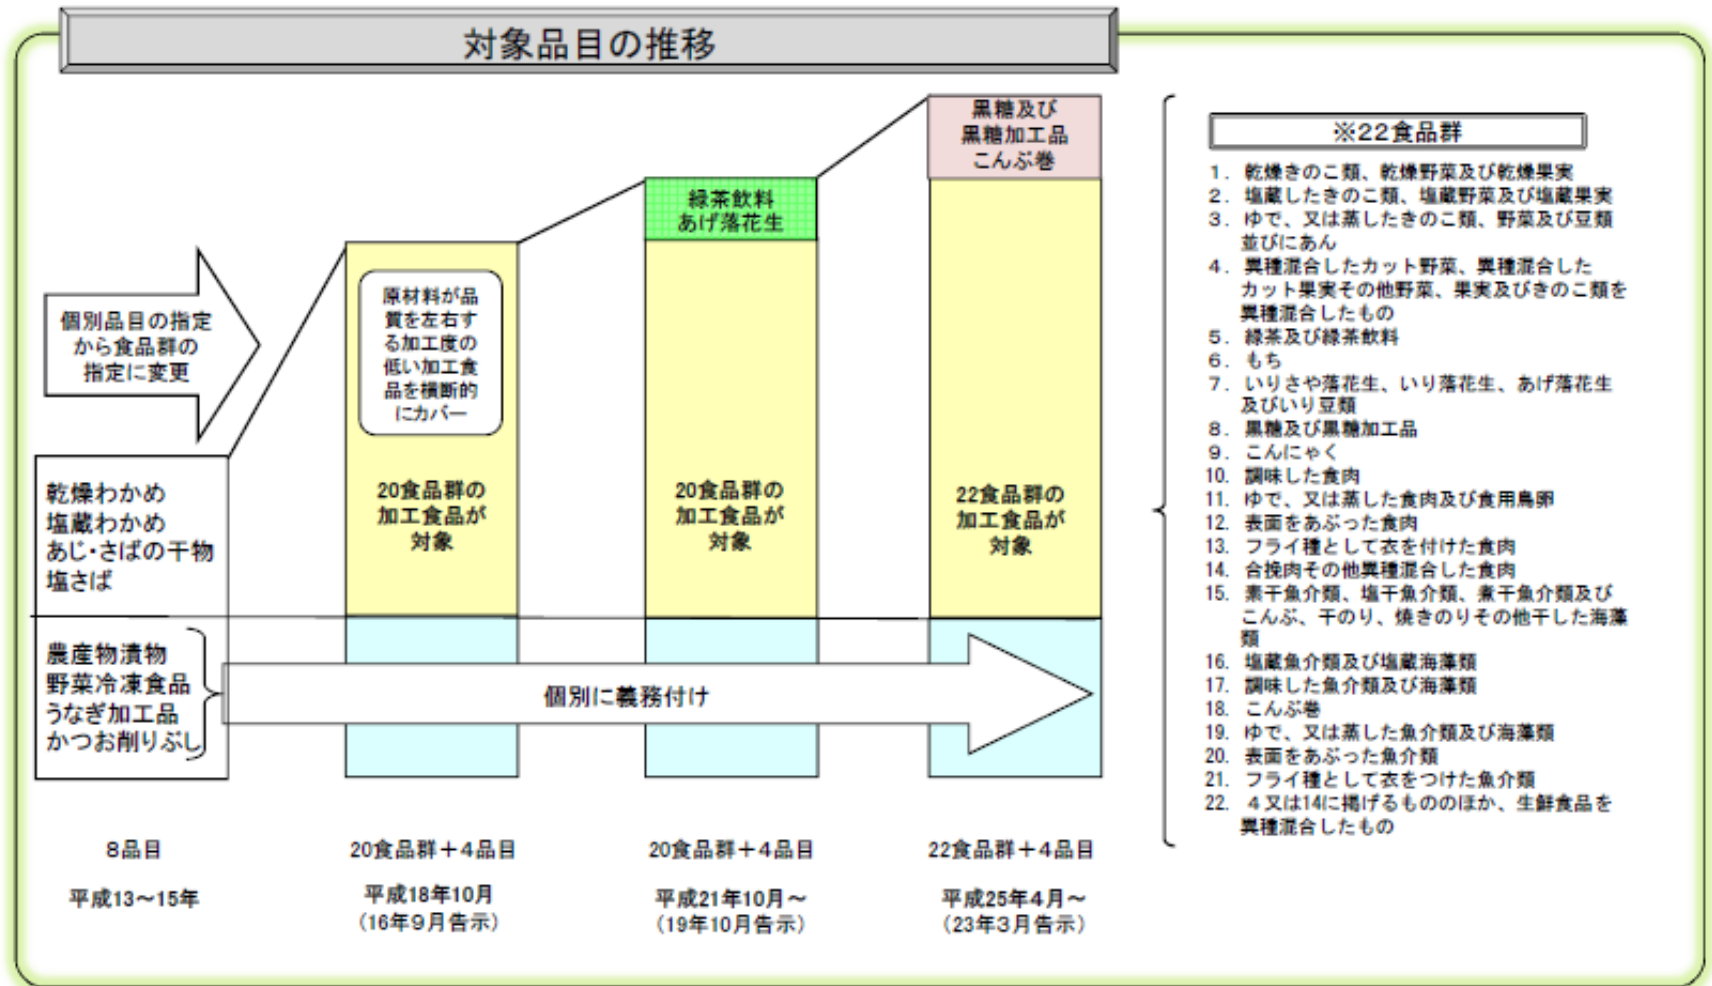 対象品目の推移
個別品目の指定
から食品群の
指定に変更
乾燥わかめ
塩蔵わかめ
あじ・さばの干物
塩さば
農産物漬物
野菜冷凍食品
うなぎ加工品
かつお削りぶし
原材料が品
質を左右す
る加工度の
低い加工食
品を横断的
にカバー
20食品群の
加工食品が
対象
緑茶飲料
あげ落花生
20食品群の
加工食品が
対象
黒糖及び
黒糖加工品
こんぶ巻
22食品群の
加工食品が
対象
個別に義務付け
8品目
平成13～15年
20食品群＋4品目
平成18年10月
（16年9月告示）
20食品群＋4品目
平成21年10月～
（19年10月告示）
22食品群＋4品目
平成25年4月～
（23年3月告示）
※22食品群
1. 乾燥きのこ類、乾燥野菜及び乾燥果実
2. 塩蔵したきのこ類、塩蔵野菜及び塩蔵果実
3. ゆで、又は蒸したきのこ類、野菜及び豆類
並びにあん
4. 異種混合したカット野菜、異種混合した
カット果実その他野菜、果実及びきのこ類を
異種混合したもの
5. 緑茶及び緑茶飲料
6. もち
7. いりさや落花生、いり落花生、あげ落花生
及びいり豆類
8. 黒糖及び黒糖加工品
9. こんにゃく
10. 調味した食肉
11. ゆで、又は蒸した食肉及び食用鳥卵
12. 表面をあぶった食肉
13. フライ種として衣を付けた食肉
14. 合挽肉その他異種混合した食肉
15. 素干魚介類、塩干魚介類、煮干魚介類及び
こんぶ、干のり、焼きのりその他干した海藻
類
16. 塩蔵魚介類及び塩蔵海藻類
17. 調味した魚介類及び海藻類
18. こんぶ巻
19. ゆで、又は蒸した魚介類及び海藻類
20. 表面をあぶった魚介類
21. フライ種として衣をつけた魚介類
22. 4又は14に掲げるもののほか、生鮮食品を
異種混合したもの